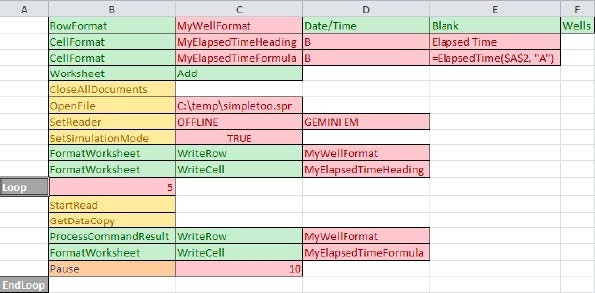 A B C D E F
RowFormat MyWellFormat Date/Time Blank Wells
CellFormat MyElapsedTimeHeading B Elapsed Time
CellFormat MyElapsedTimeFormula B =ElapsedTime($A$2, "A")
Worksheet Add
CloseAllDocuments
OpenFile C:\temp\simpletoo.spr
SetReader OFFLINE GEMINI EM
SetSimulationMode TRUE
FormatWorksheet WriteRow MyWellFormat
FormatWorksheet WriteCell MyElapsedTimeHeading
Loop 5
StartRead
GetDataCopy
ProcessCommandResult WriteRow MyWellFormat
FormatWorksheet WriteCell MyElapsedTimeFormula
Pause 10
EndLoop